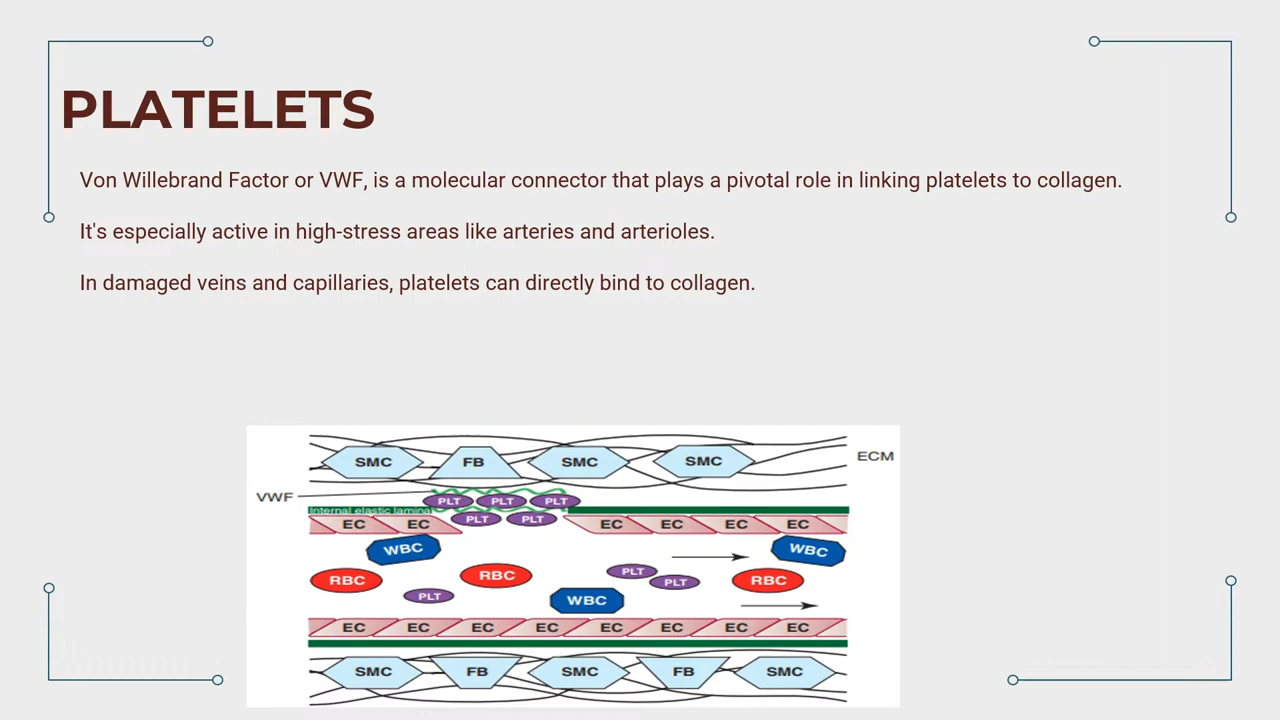 PLATELETS
Von Willebrand Factor or VWF, is a molecular connector that plays a pivotal role in linking platelets to collagen.
It's especially active in high-stress areas like arteries and arterioles.
In damaged veins and capillaries, platelets can directly bind to collagen.
SMC FB SMC SMC ECM
VWF PLT PLT PLT
Internal elastic lamina PLT PLT
EC EC EC EC EC EC
WBC WBC
RBC RBC PLT PLT RBC
PLT WBC
EC EC EC EC EC EC EC EC
SMC FB SMC FB SMC